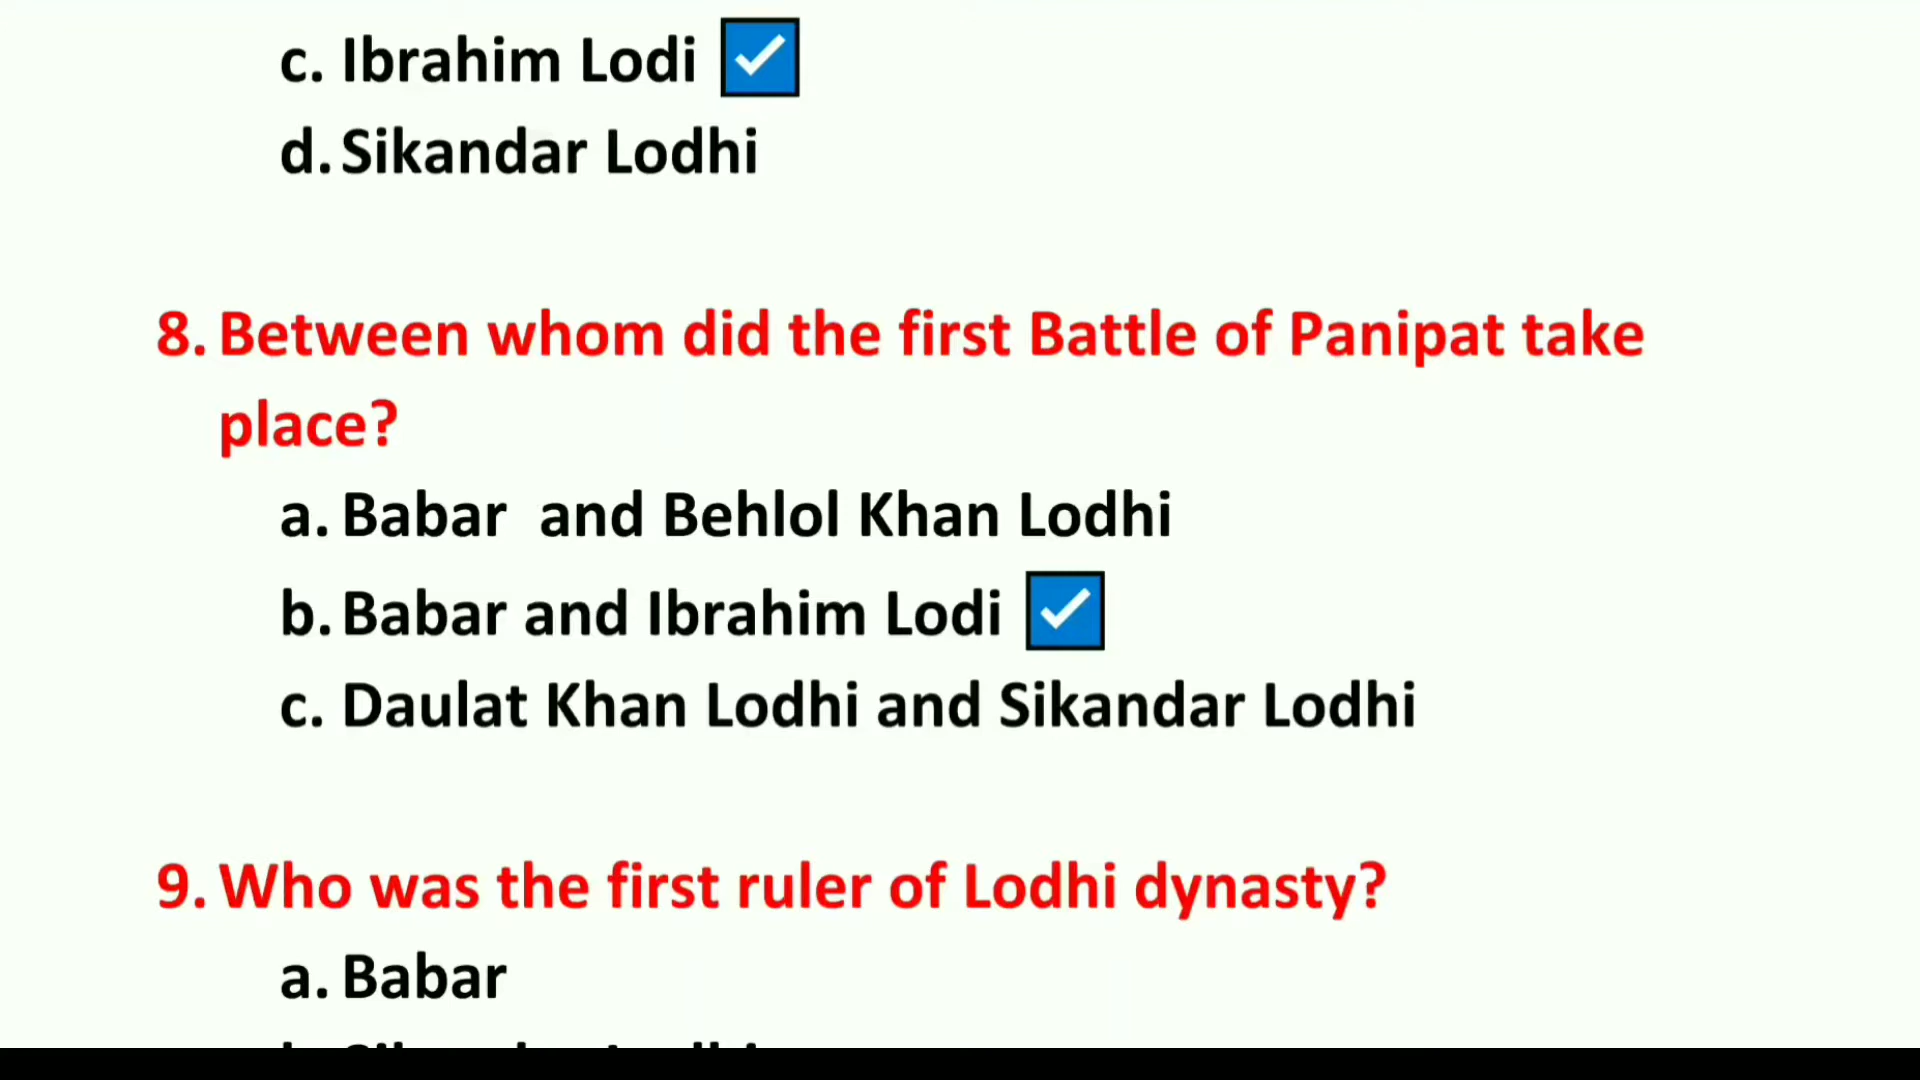 c. Ibrahim Lodi ✅
d. Sikandar Lodhi
8. Between whom did the first Battle of Panipat take
place?
a. Babar and Behlol Khan Lodhi
b. Babar and Ibrahim Lodi ✅
c. Daulat Khan Lodhi and Sikandar Lodhi
9. Who was the first ruler of Lodhi dynasty?
a. Babar